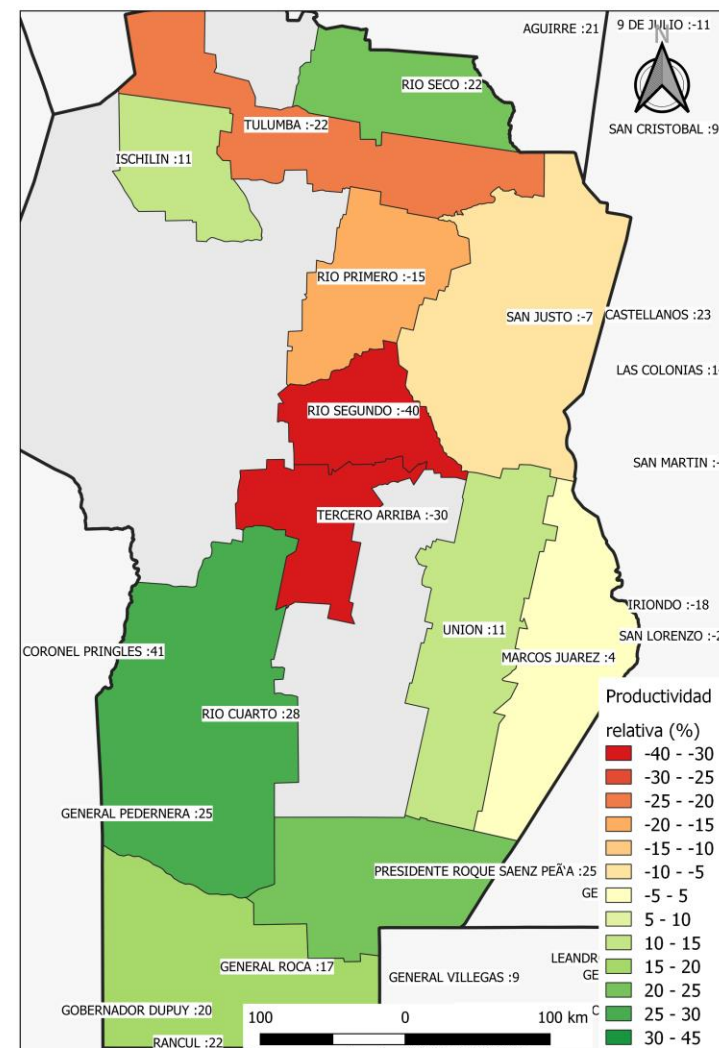 AGUIRRE :21
9 DE JULIO :-11
N
RIO SECO :22
TULUMBA :-22
SAN CRISTOBAL :9
ISCHILIN :11
RIO PRIMERO :-15
SAN JUSTO :-7
CASTELLANOS :23
LAS COLONIAS :1
RIO SEGUNDO :-40
SAN MARTIN :-
TERCERO ARRIBA :-30
IRIONDO :-18
UNION :11
SAN LORENZO :-2
CORONEL PRINGLES :41
MARCOS JUAREZ :4
RIO CUARTO :28
GENERAL PEDERNERA :25
PRESIDENTE ROQUE SAENZ PEÃ'A :25
GE
GENERAL ROCA :17
GENERAL VILLEGAS :9
LEANDR
GE
GOBERNADOR DUPUY :20
RANCUL :22
Productividad
relativa (%)
-40 - -30
-30 - -25
-25 - -20
-20 - -15
-15 - -10
-10 - -5
-5 - 5
5 - 10
10 - 15
15 - 20
20 - 25
25 - 30
30 - 45
100 0 100 km